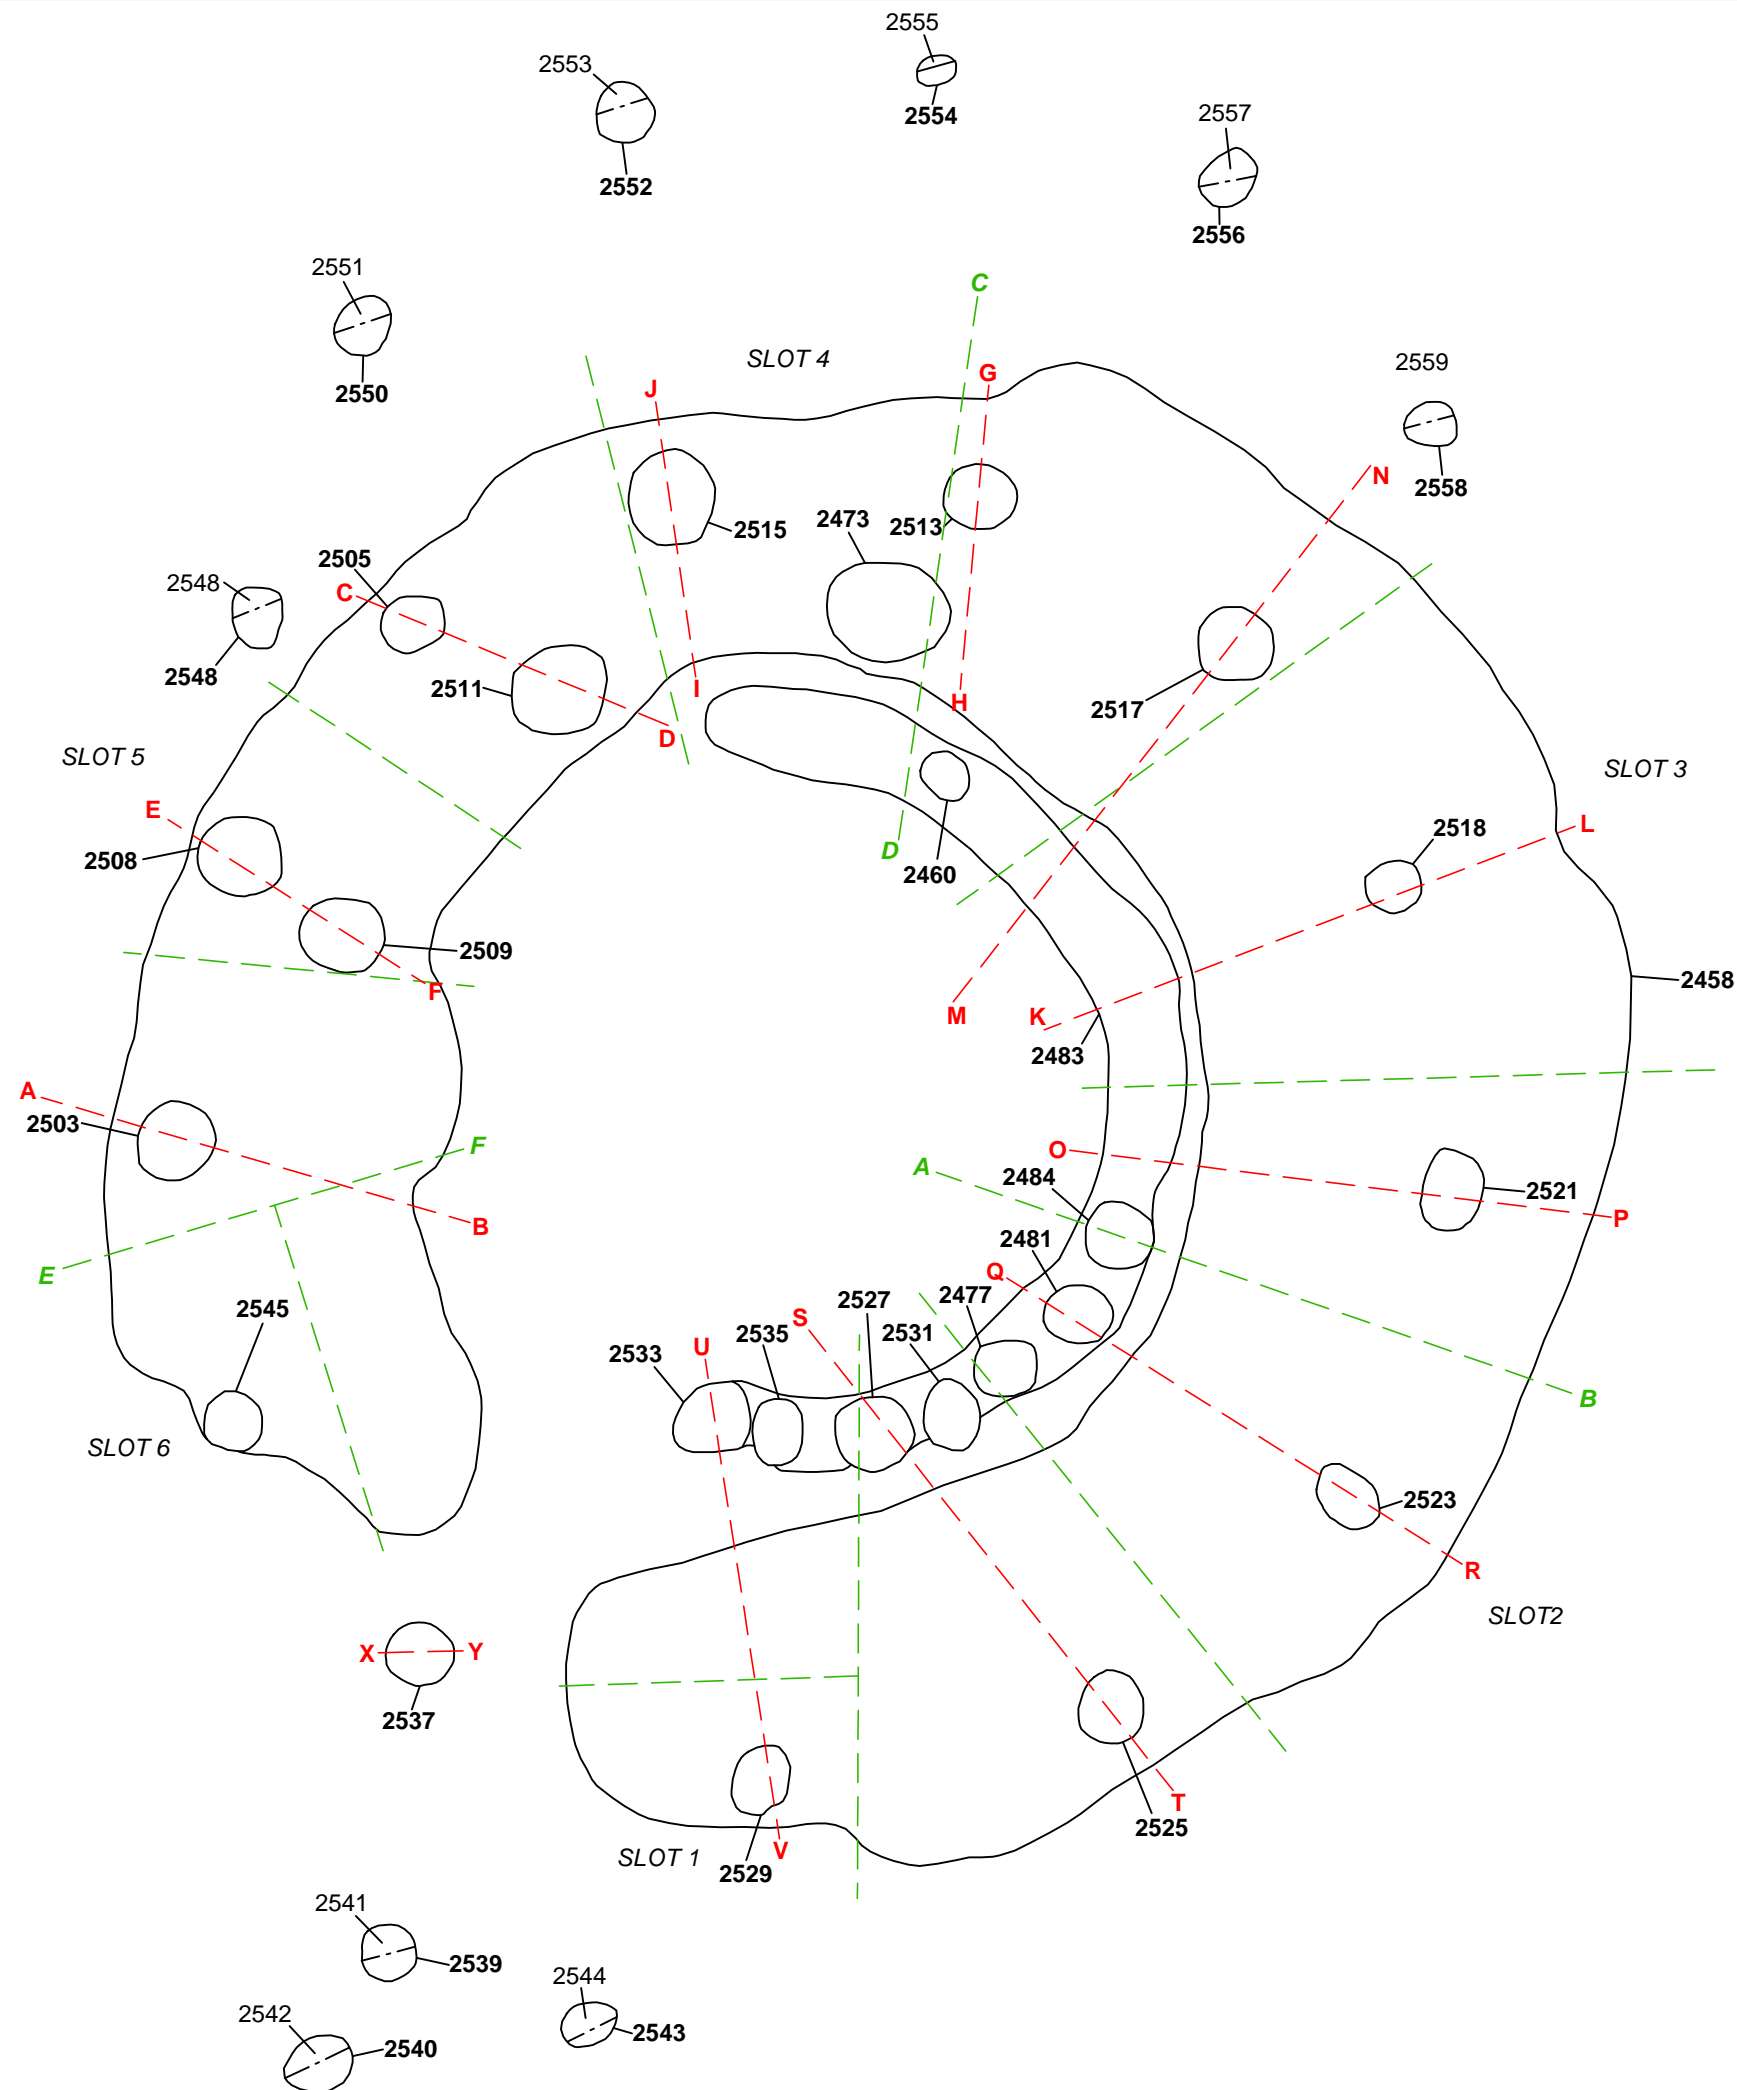 2555
2553
2554
2557
2552
2556
2551
C
SLOT 4
2559
G
J
2550
N
2558
2473
2513
2515
2505
2548
C
2548
2511
I
H
2517
D
SLOT 5
SLOT 3
E
L
2518
D
2508
2460
2509
2458
F
M
K
2483
A
2503
F
O
A
2484
2521
P
B
2481
E
Q
2477
2527
2545
S
2531
2535
U
2533
B
SLOT 6
2523
R
SLOT2
X
Y
2537
T
2525
V
SLOT 1
2529
2541
2539
2544
2542
2543
2540